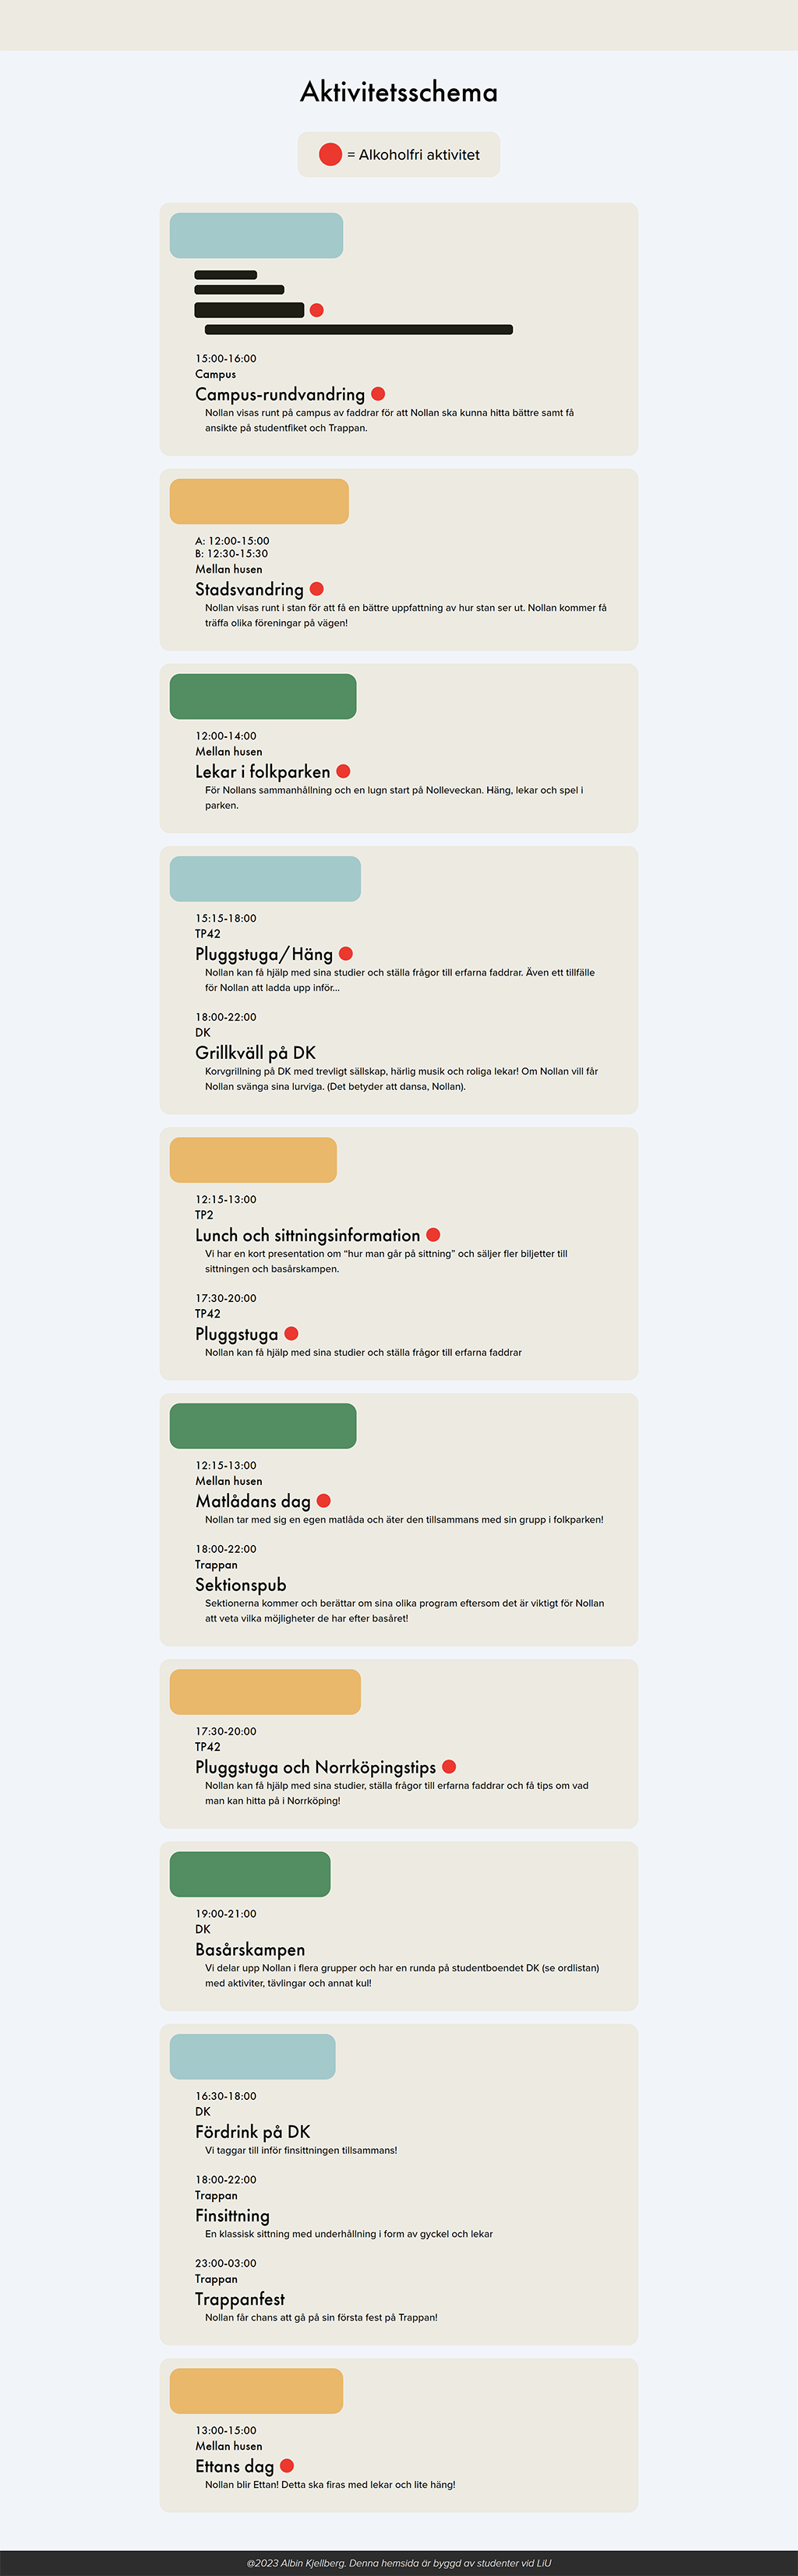 Aktivitetsschema
= Alkoholfri aktivitet
15:00-16:00
Campus
Campus-rundvandring
Nollan visas runt på campus av faddrar för att Nollan ska kunna hitta bättre samt få
ansikte på studentfiket och Trappan.
A: 12:00-15:00
B: 12:30-15:30
Mellan husen
Stadsvandring
Nollan visas runt i stan för att få en bättre uppfattning av hur stan ser ut. Nollan kommer få
träffa olika föreningar på vägen!
12:00-14:00
Mellan husen
Lekar i folkparken
För Nollans sammanhållning och en lugn start på Nolleveckan. Häng, lekar och spel i
parken.
15:15-18:00
TP42
Pluggstuga/Häng
Nollan kan få hjälp med sina studier och ställa frågor till erfarna faddrar. Även ett tillfälle
för Nollan att ladda upp inför...
18:00-22:00
DK
Grillkväll på DK
Korvgrillning på DK med trevligt sällskap, härlig musik och roliga lekar! Om Nollan vill får
Nollan svänga sina lurviga. (Det betyder att dansa, Nollan).
12:15-13:00
TP2
Lunch och sittningsinformation
Vi har en kort presentation om “hur man går på sittning” och säljer fler biljetter till
sittningen och basårskampen.
17:30-20:00
TP42
Pluggstuga
Nollan kan få hjälp med sina studier och ställa frågor till erfarna faddrar
12:15-13:00
Mellan husen
Matlådans dag
Nollan tar med sig en egen matlåda och äter den tillsammans med sin grupp i folkparken!
18:00-22:00
Trappan
Sektionspub
Sektionerna kommer och berättar om sina olika program eftersom det är viktigt för Nollan
att veta vilka möjligheter de har efter basåret!
17:30-20:00
TP42
Pluggstuga och Norrköpingstips
Nollan kan få hjälp med sina studier, ställa frågor till erfarna faddrar och få tips om vad
man kan hitta på i Norrköping!
19:00-21:00
DK
Basårskampen
Vi delar upp Nollan i flera grupper och har en runda på studentboendet DK (se ordlistan)
med aktiviter, tävlingar och annat kul!
16:30-18:00
DK
Fördrink på DK
Vi taggar till inför finsittningen tillsammans!
18:00-22:00
Trappan
Finsittning
En klassisk sittning med underhållning i form av gyckel och lekar
23:00-03:00
Trappan
Trappanfest
Nollan får chans att gå på sin första fest på Trappan!
13:00-15:00
Mellan husen
Ettans dag
Nollan blir Ettan! Detta ska firas med lekar och lite häng!
@2023 Albin Kjellberg. Denna hemsida är byggd av studenter vid LiU